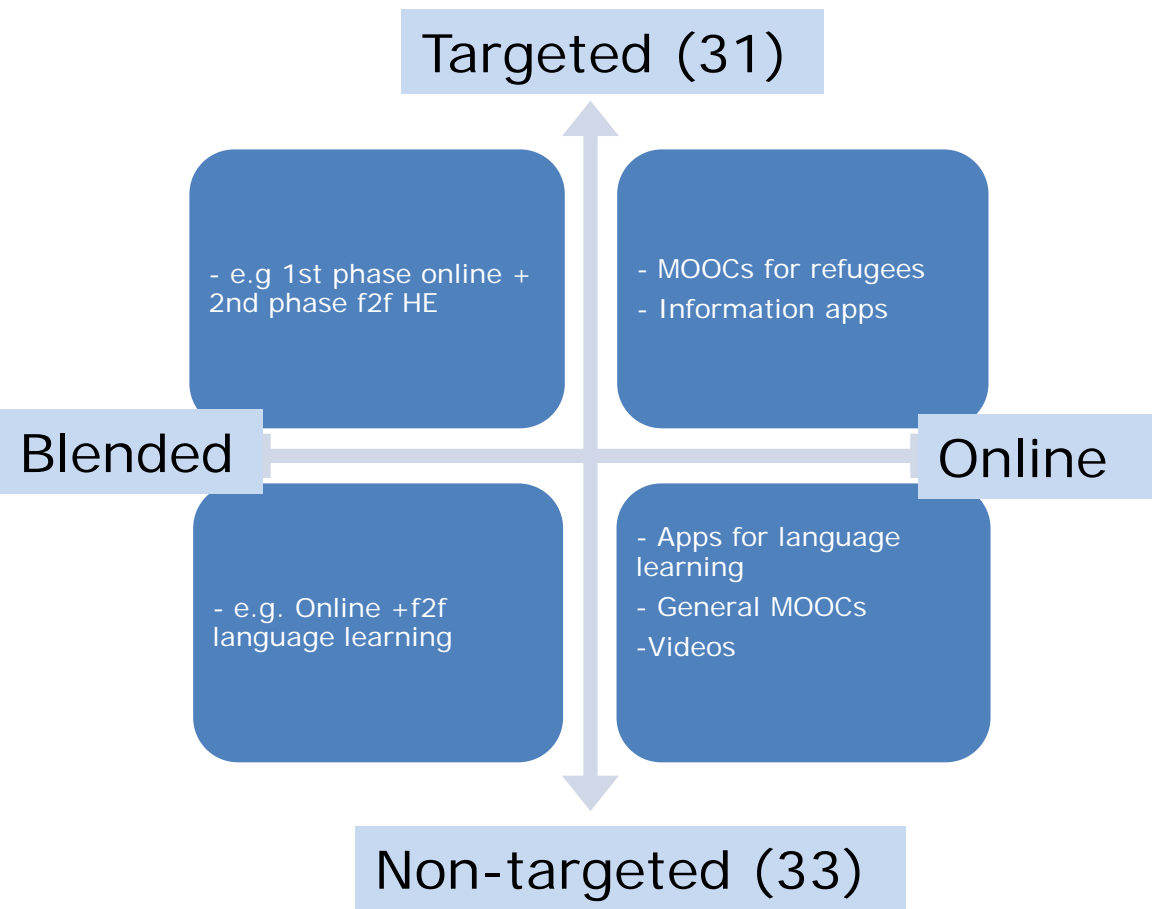 Targeted (31)
- e.g 1st phase online +
2nd phase f2f HE
- MOOCs for refugees
- Information apps
Blended
Online
- e.g. Online +f2f
language learning
- Apps for language
learning
- General MOOCs
-Videos
Non-targeted (33)